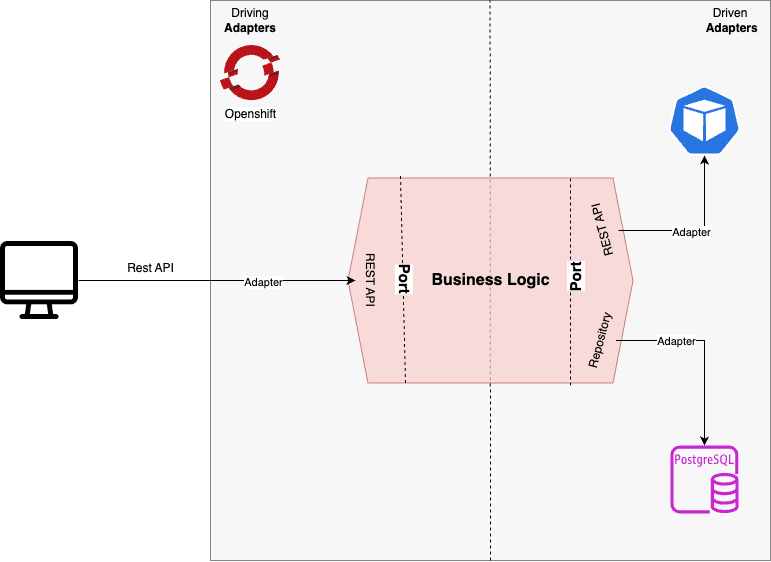 Driving
Adapters
Driven
Adapters
Openshift
Rest API
Adapter
REST API
Port
Business Logic
Port
REST API
Adapter
Repository
Adapter
PostgreSQL